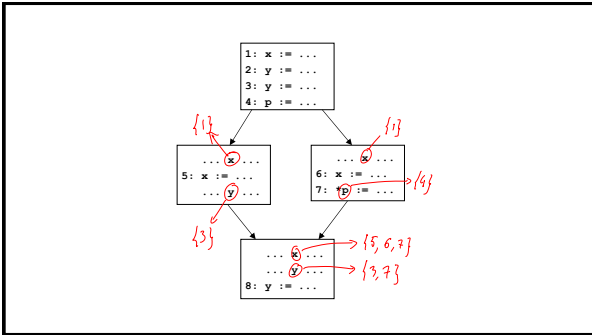 1: x := ...
2: y := ...
3: y := ...
4: p := ...
{1}
... x ...
5: x := ...
... y ...
{3}
{1}
... x ...
6: x := ...
7: *p := ...
{4}
... x ...
{5, 6, 7}
... y ...
{3, 7}
8: y := ...